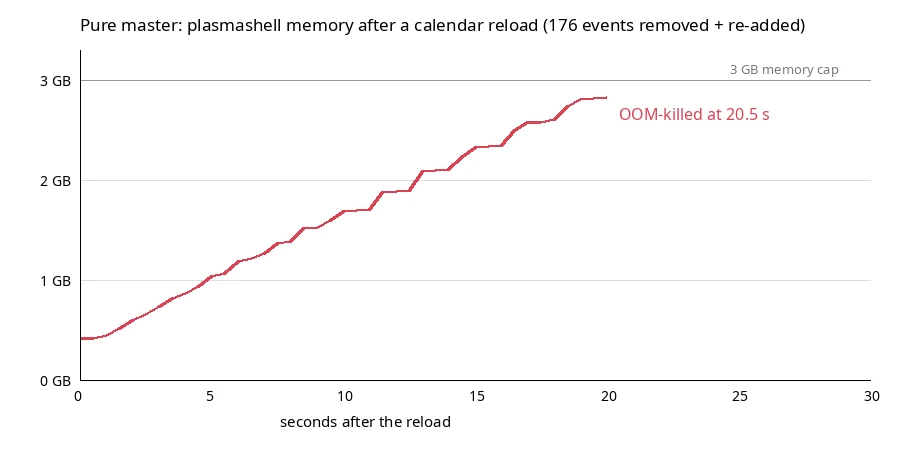 Pure master: plasmashell memory after a calendar reload (176 events removed + re-added)
3 GB memory cap
3 GB
OOM-killed at 20.5 s
2 GB
1 GB
0 GB
0 5 10 15 20 25 30
seconds after the reload